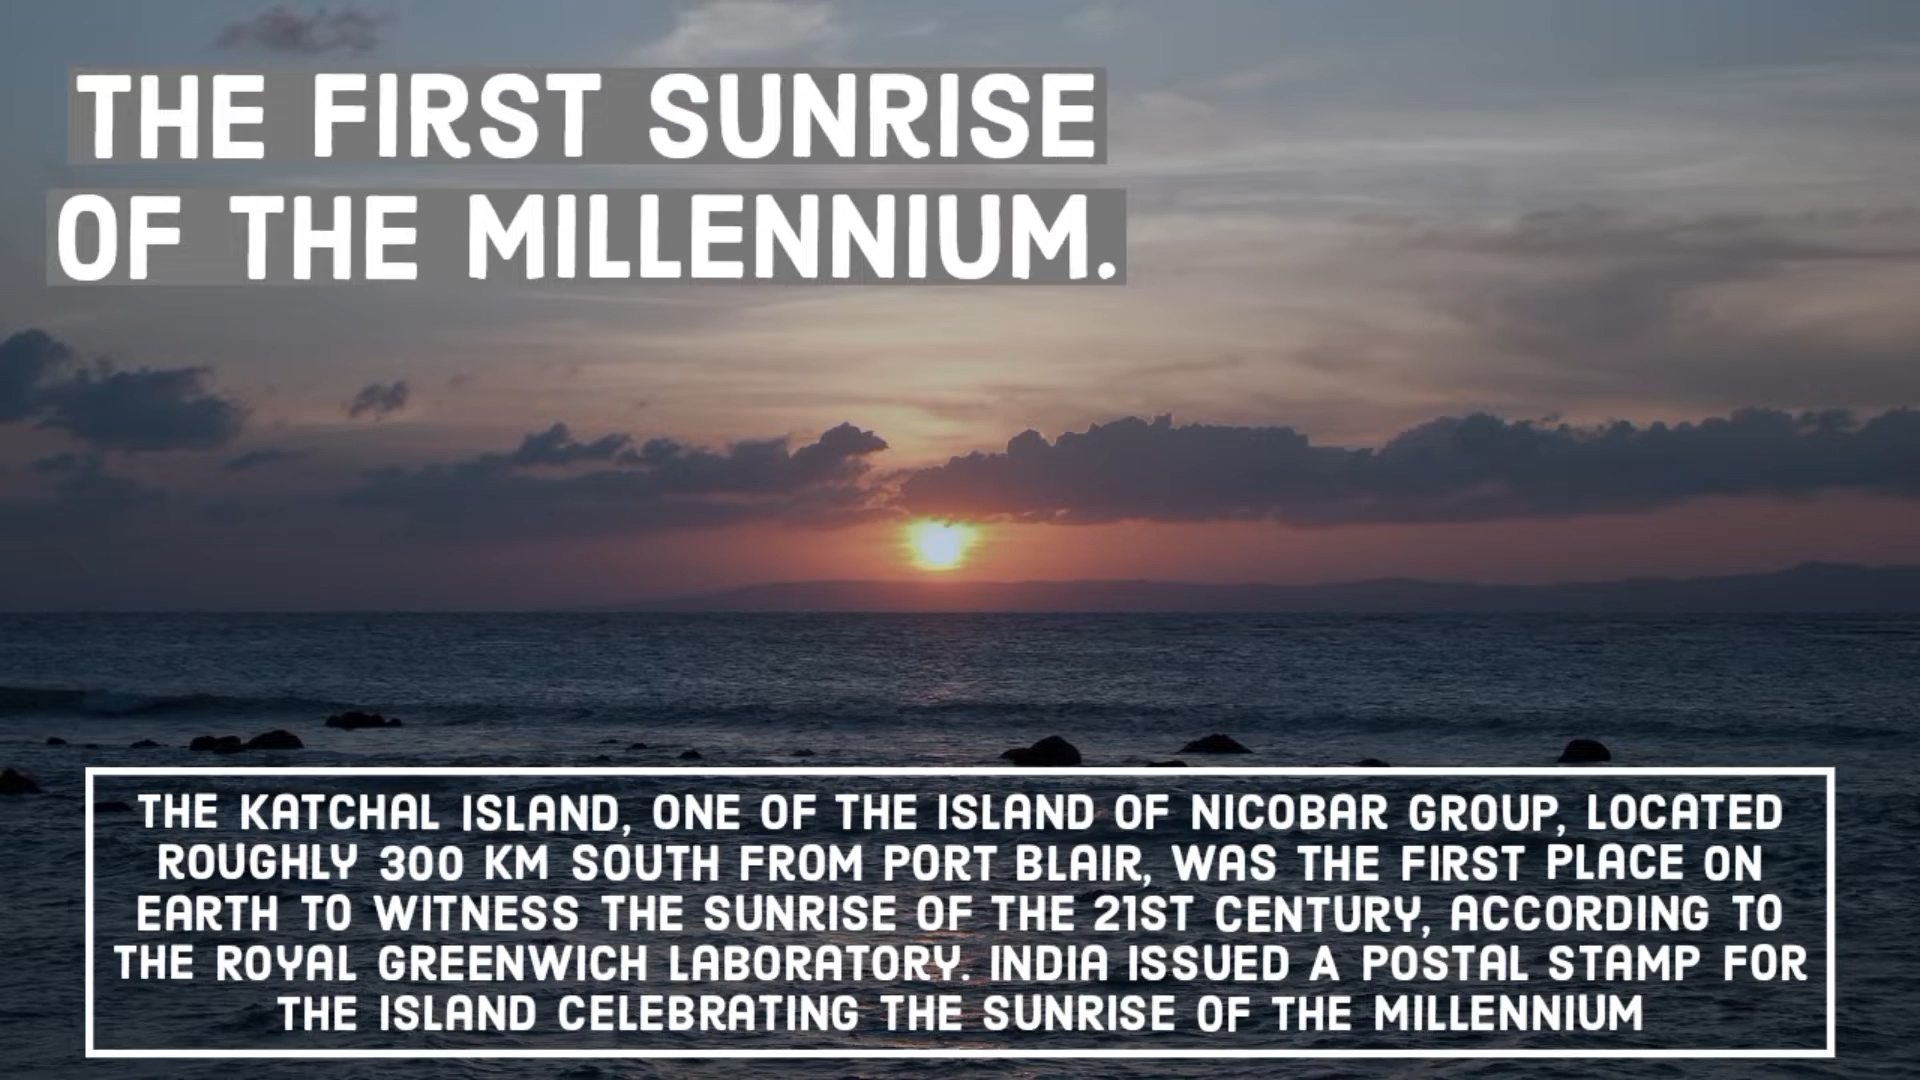 THE FIRST SUNRISE
OF THE MILLENNIUM.
THE KATCHAL ISLAND, ONE OF THE ISLAND OF NICOBAR GROUP, LOCATED
ROUGHLY 300 KM SOUTH FROM PORT BLAIR, WAS THE FIRST PLACE ON
EARTH TO WITNESS THE SUNRISE OF THE 21ST CENTURY, ACCORDING TO
THE ROYAL GREENWICH LABORATORY. INDIA ISSUED A POSTAL STAMP FOR
THE ISLAND CELEBRATING THE SUNRISE OF THE MILLENNIUM